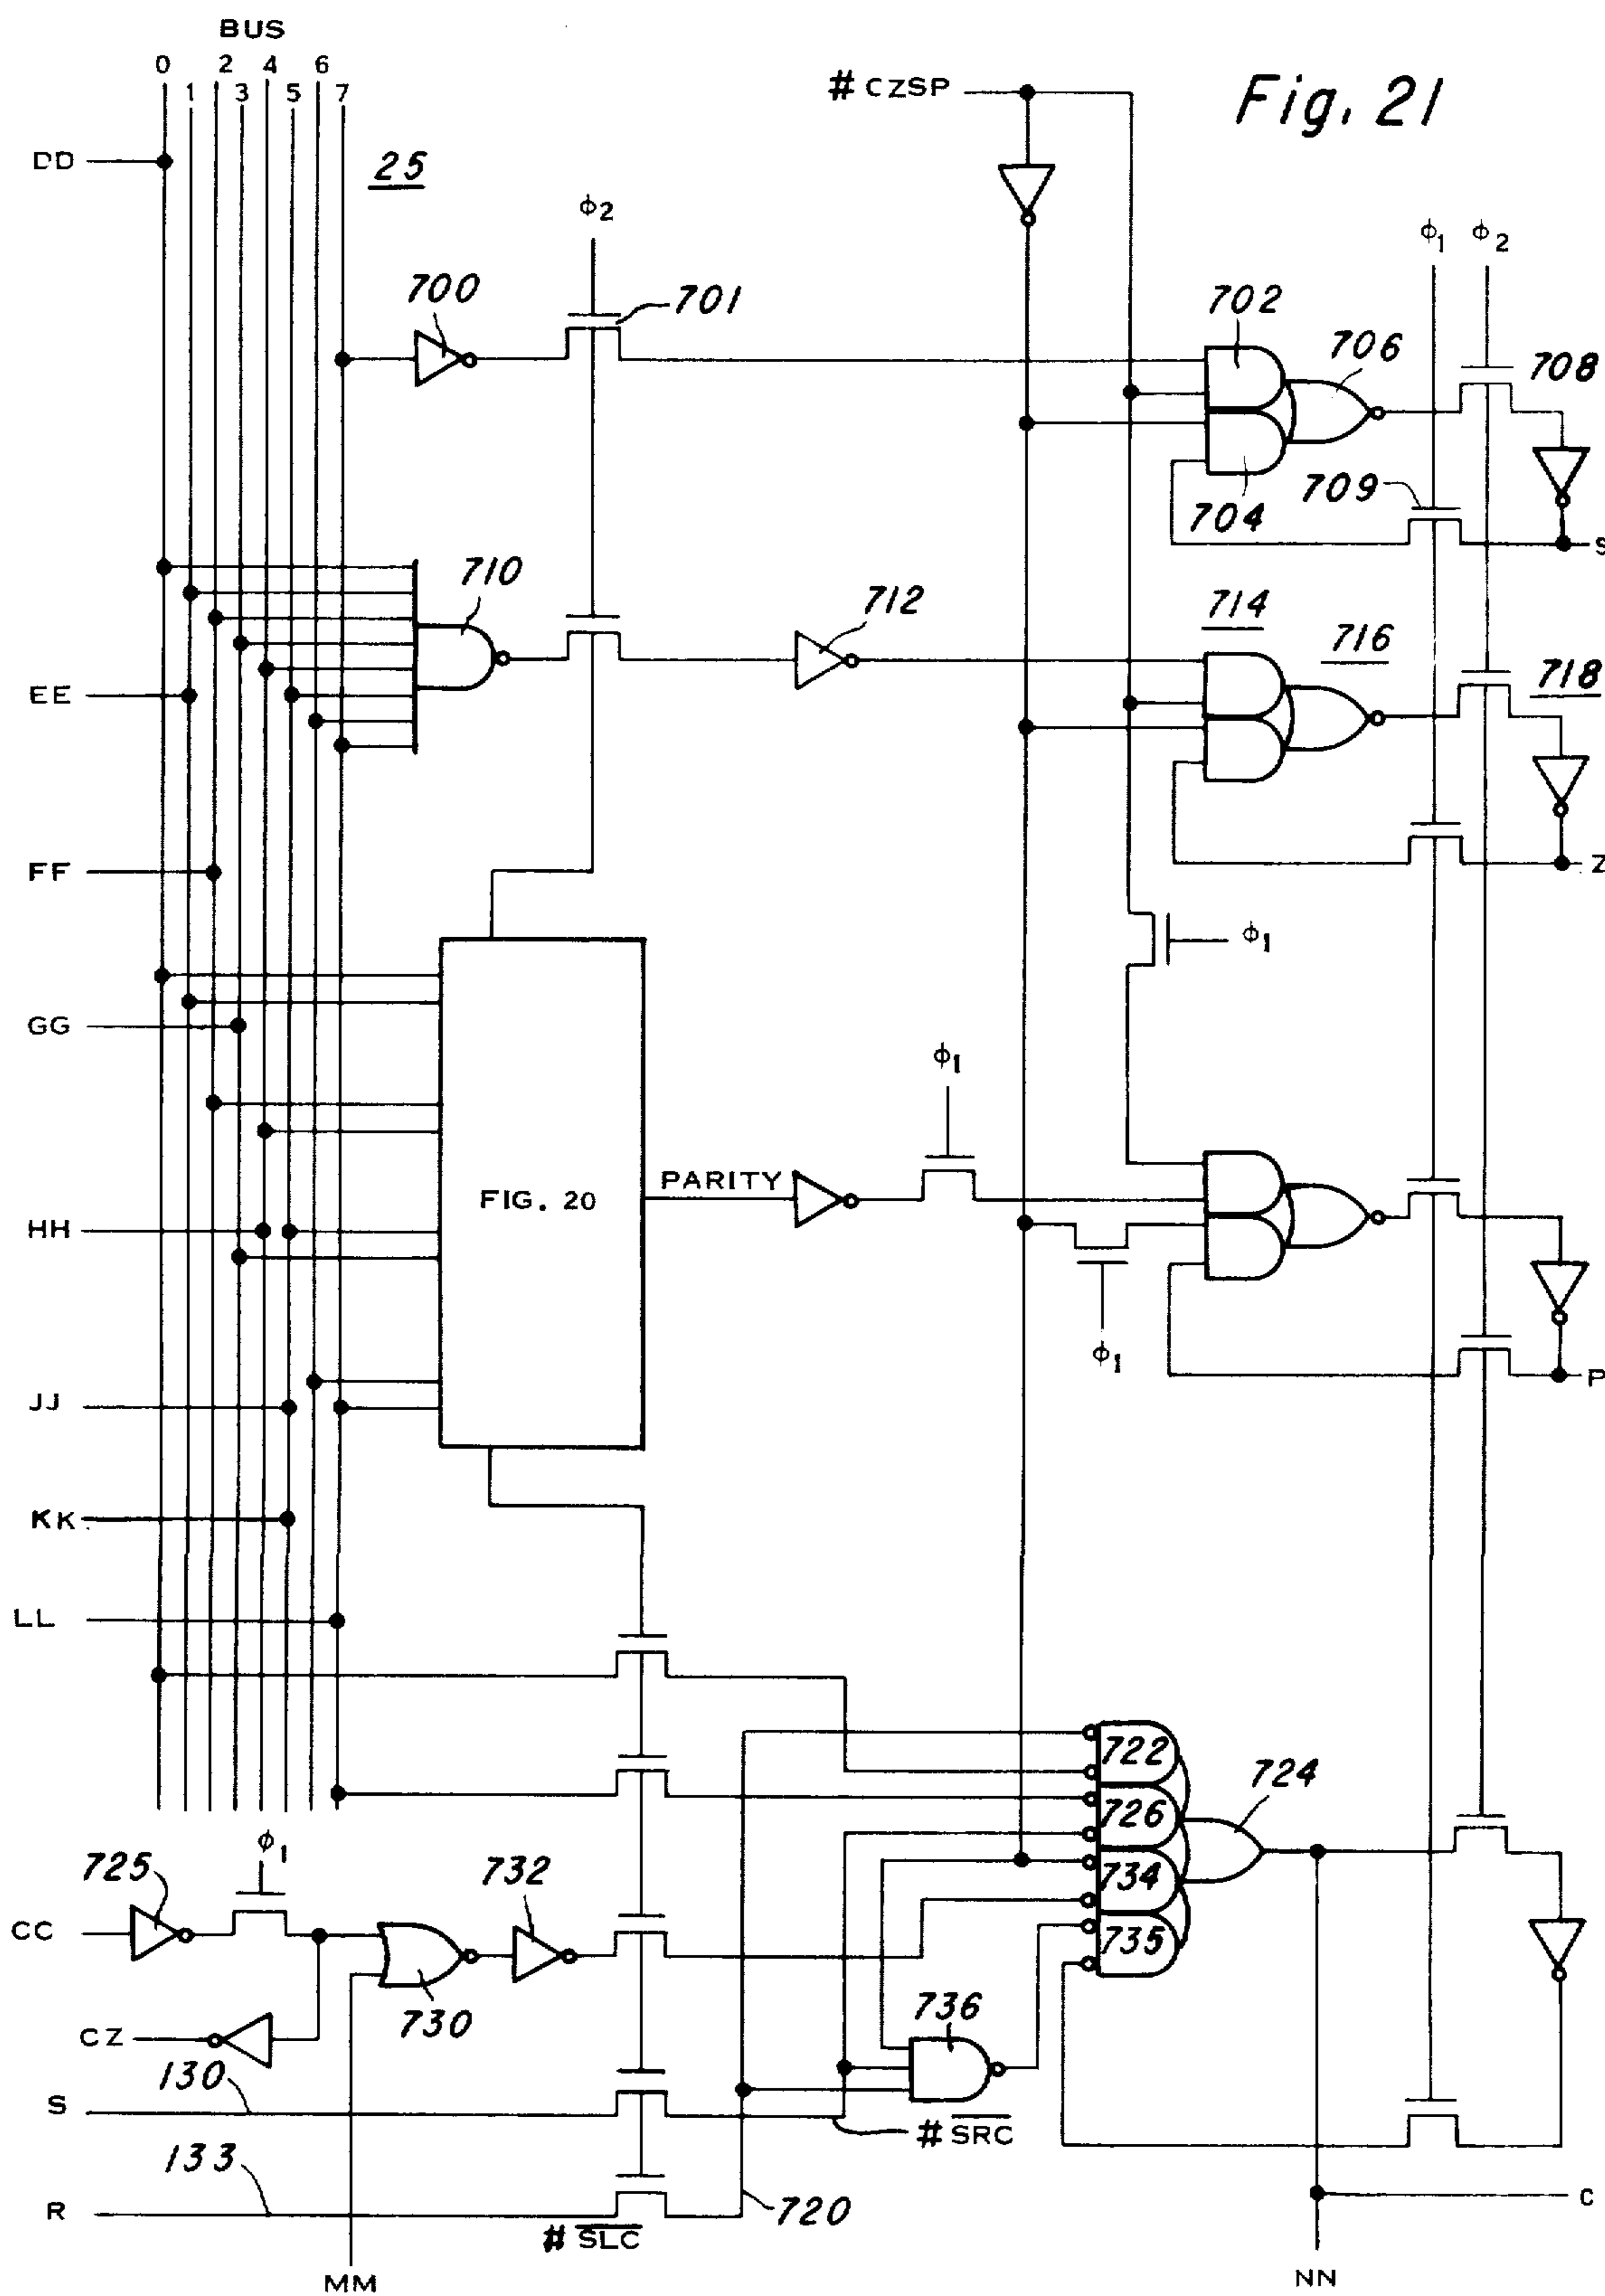 BUS
0 2 4 6
1 3 5 7
# CZSP
Fig. 21
DD
25
ϕ2
ϕ1 ϕ2
700
701
702
706
708
709
704
S
710
712
714
716
718
EE
Z
FF
ϕ1
GG
ϕ1
PARITY
FIG. 20
HH
ϕ1
P
JJ
KK
LL
722
724
726
ϕ1
725
732
734
CC
735
730
736
CZ
130
S
# S̅R̅C̅
133
R
720
C
# S̅L̅C̅
MM
NN